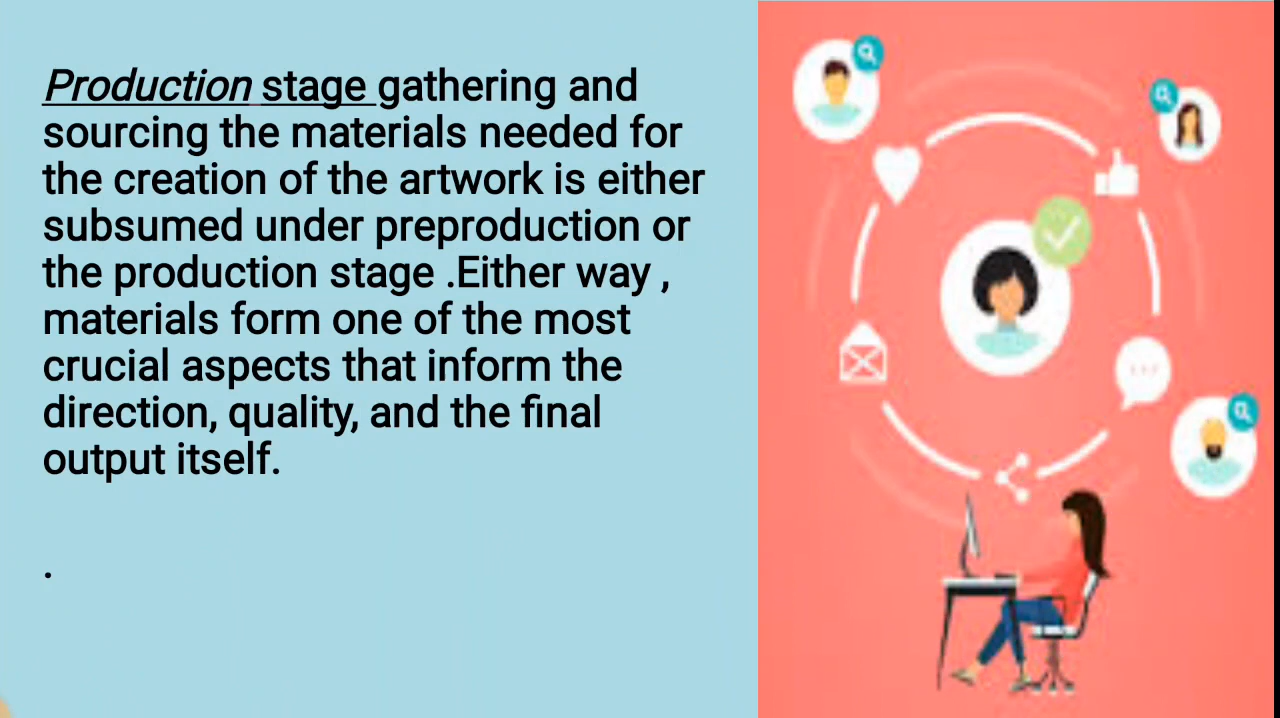 Production stage gathering and
sourcing the materials needed for
the creation of the artwork is either
subsumed under preproduction or
the production stage .Either way ,
materials form one of the most
crucial aspects that inform the
direction, quality, and the final
output itself.
.